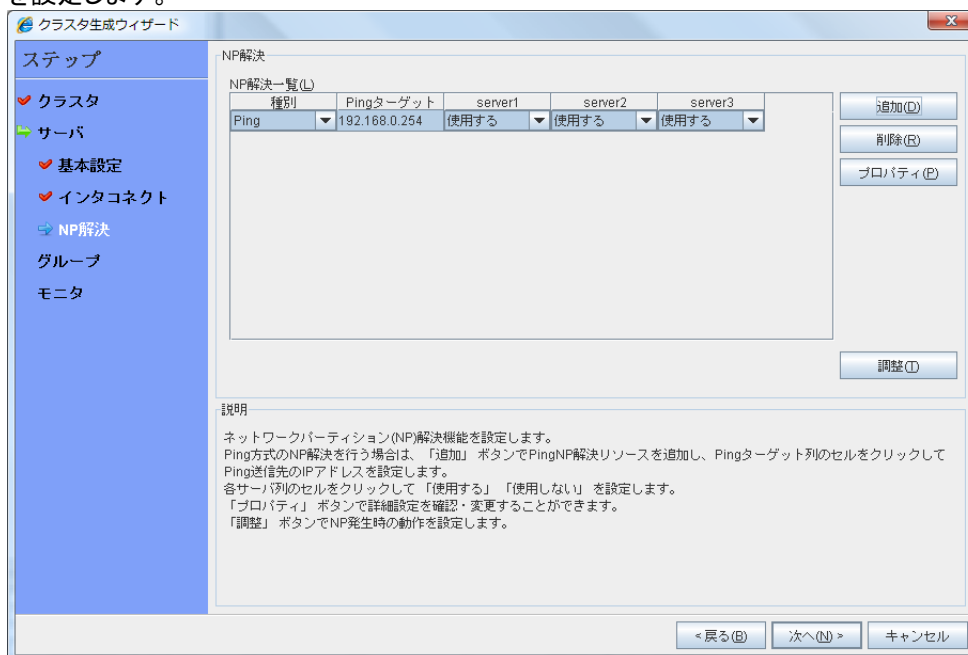 を設定します。
クラスタ生成ウィザード
ステップ
クラスタ
サーバ
基本設定
インタコネクト
NP解決
グループ
モニタ
NP解決
NP解決一覧(L)
種別 Pingターゲット server1 server2 server3
Ping 192.168.0.254 使用する 使用する 使用する
追加(D)
削除(R)
プロパティ(P)
調整(T)
説明
ネットワークパーティション(NP)解決機能を設定します。
Ping方式のNP解決を行う場合は、「追加」 ボタンでPingNP解決リソースを追加し、Pingターゲット列のセルをクリックして
Ping送信先のIPアドレスを設定します。
各サーバ列のセルをクリックして 「使用する」 「使用しない」 を設定します。
「プロパティ」 ボタンで詳細設定を確認・変更することができます。
「調整」 ボタンでNP発生時の動作を設定します。
<戻る(B) 次へ(N)> キャンセル